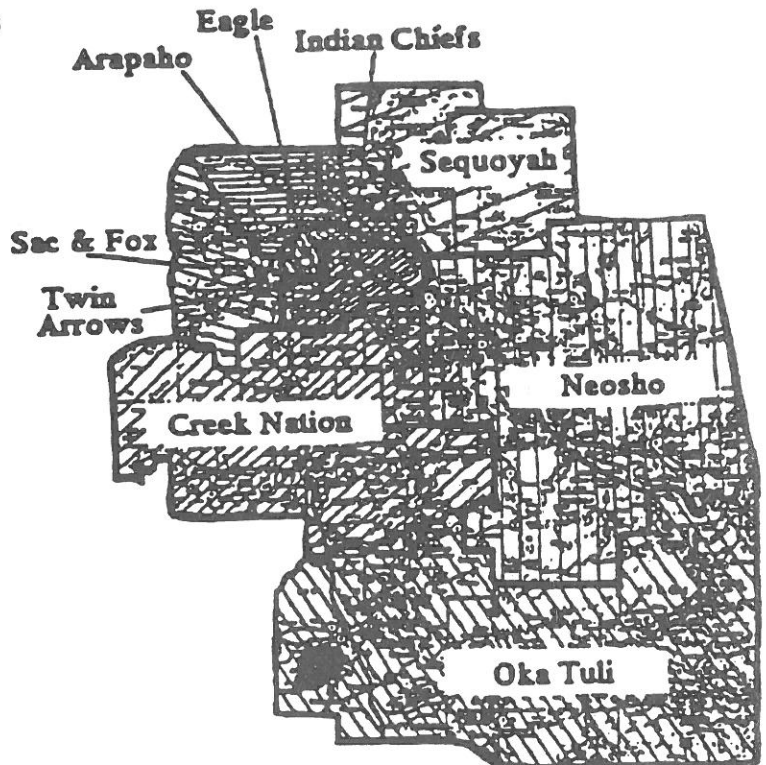 Eagle
Indian Chiefs
Arapaho
Sequoyah
Sac & Fox
Twin
Arrows
Neosho
Creek Nation
Oka Tuli